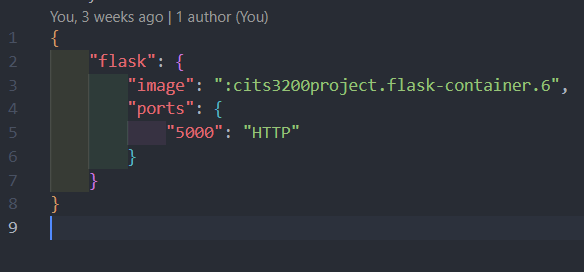 You, 3 weeks ago | 1 author (You)
1 {
2     "flask": {
3         "image": ":cits3200project.flask-container.6",
4         "ports": {
5             "5000": "HTTP"
6         }
7     }
8 }
9